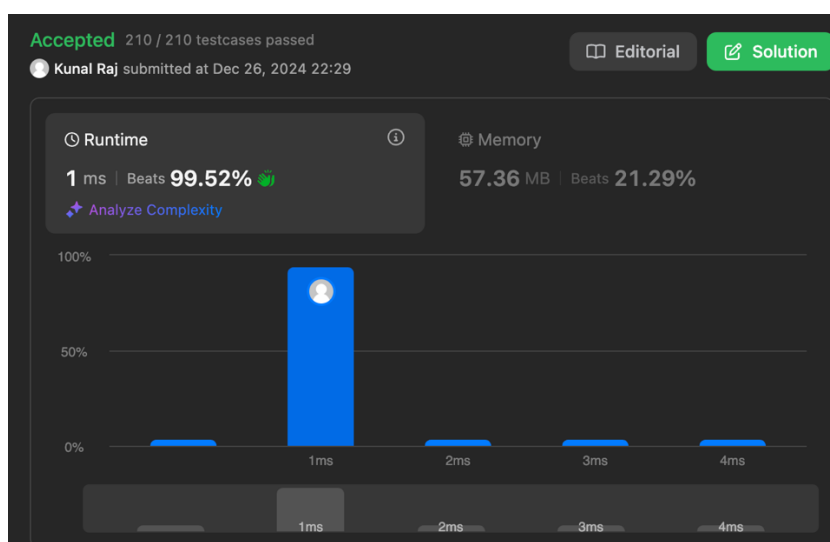 Accepted 210 / 210 testcases passed
Editorial
Solution
Kunal Raj submitted at Dec 26, 2024 22:29
Runtime
1 ms | Beats 99.52%
Analyze Complexity
Memory
57.36 MB | Beats 21.29%
100%
50%
0%
1ms 2ms 3ms 4ms
1ms 2ms 3ms 4ms